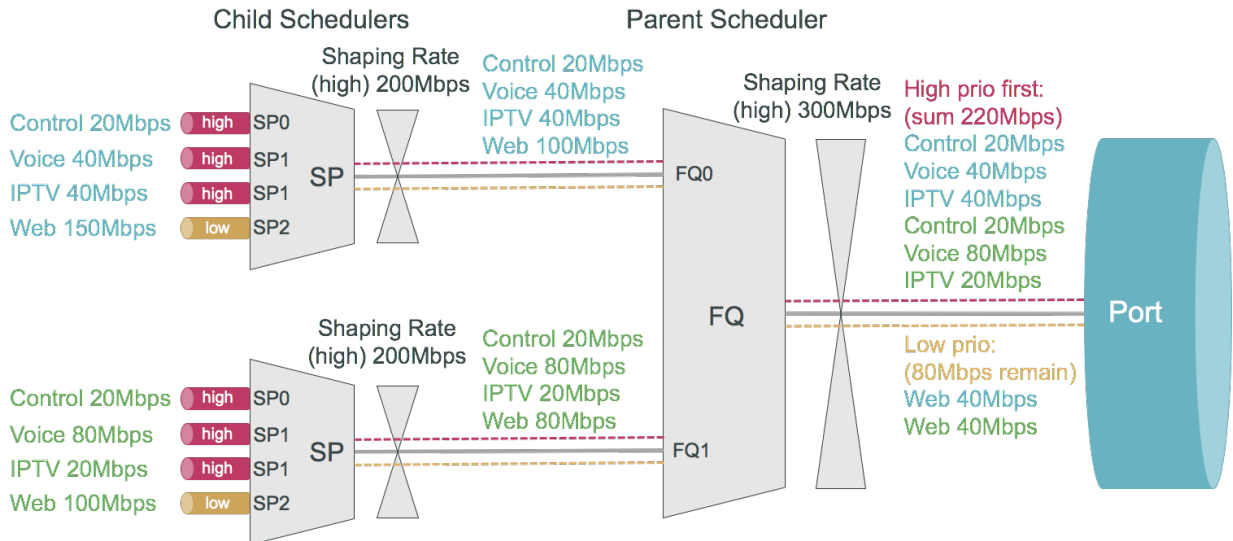 Child Schedulers
Parent Scheduler
Shaping Rate
(high) 200Mbps
Control 20Mbps
Voice 40Mbps
IPTV 40Mbps
Web 100Mbps
Shaping Rate
(high) 300Mbps
High prio first:
(sum 220Mbps)
Control 20Mbps
Voice 40Mbps
IPTV 40Mbps
Control 20Mbps
Voice 80Mbps
IPTV 20Mbps
Control 20Mbps
high
SP0
Voice 40Mbps
high
SP1
IPTV 40Mbps
high
SP1
Web 150Mbps
low
SP2
SP
FQ0
FQ
Port
Shaping Rate
(high) 200Mbps
Control 20Mbps
Voice 80Mbps
IPTV 20Mbps
Web 80Mbps
Low prio:
(80Mbps remain)
Web 40Mbps
Web 40Mbps
Control 20Mbps
high
SP0
Voice 80Mbps
high
SP1
IPTV 20Mbps
high
SP1
Web 100Mbps
low
SP2
SP
FQ1